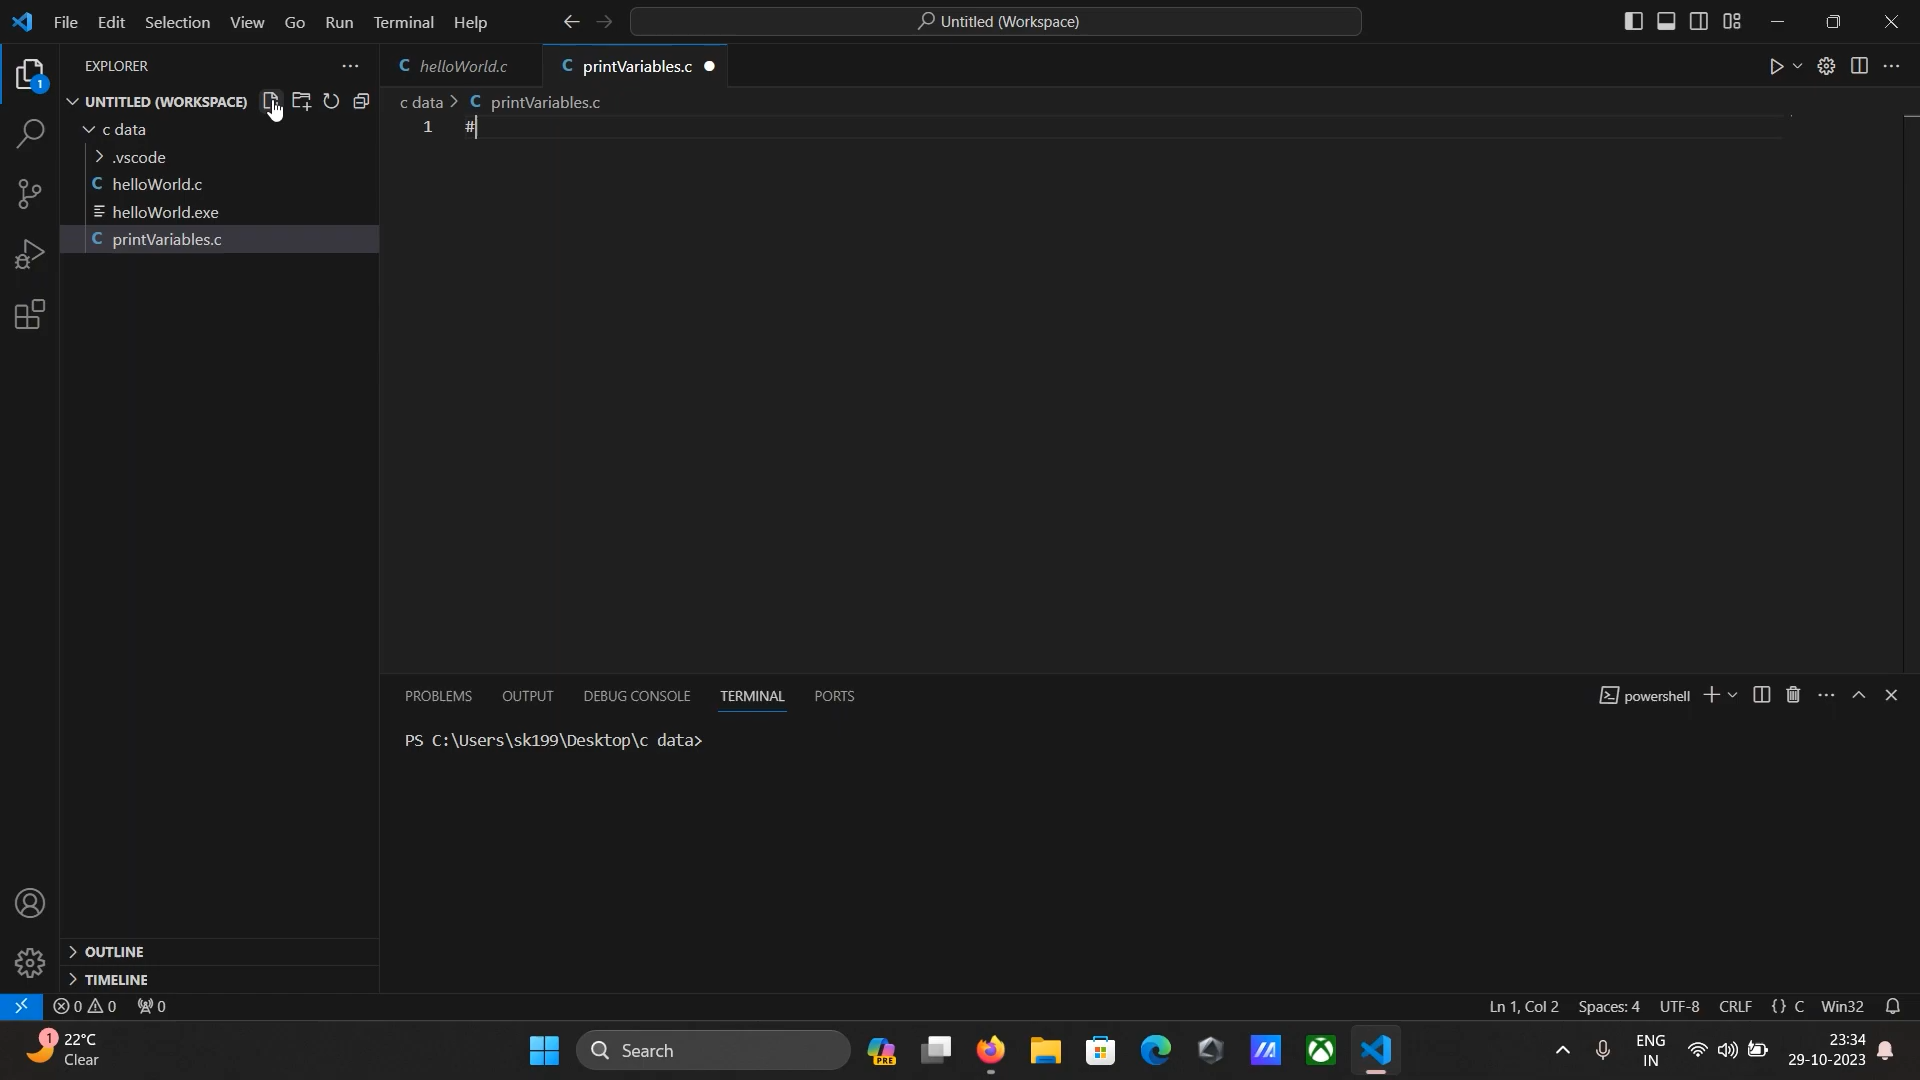 File Edit Selection View Go Run Terminal Help
Untitled (Workspace)
EXPLORER
UNTITLED (WORKSPACE)
c data
.vscode
helloWorld.c
helloWorld.exe
printVariables.c
OUTLINE
TIMELINE
C helloWorld.c
C printVariables.c
c data > C printVariables.c
1 #
PROBLEMS OUTPUT DEBUG CONSOLE TERMINAL PORTS
powershell
PS C:\Users\sk199\Desktop\c data>
0 0 0
Ln 1, Col 2 Spaces: 4 UTF-8 CRLF {} C Win32
1
22°C
Clear
Search
PRE
ENG
IN
23:34
29-10-2023